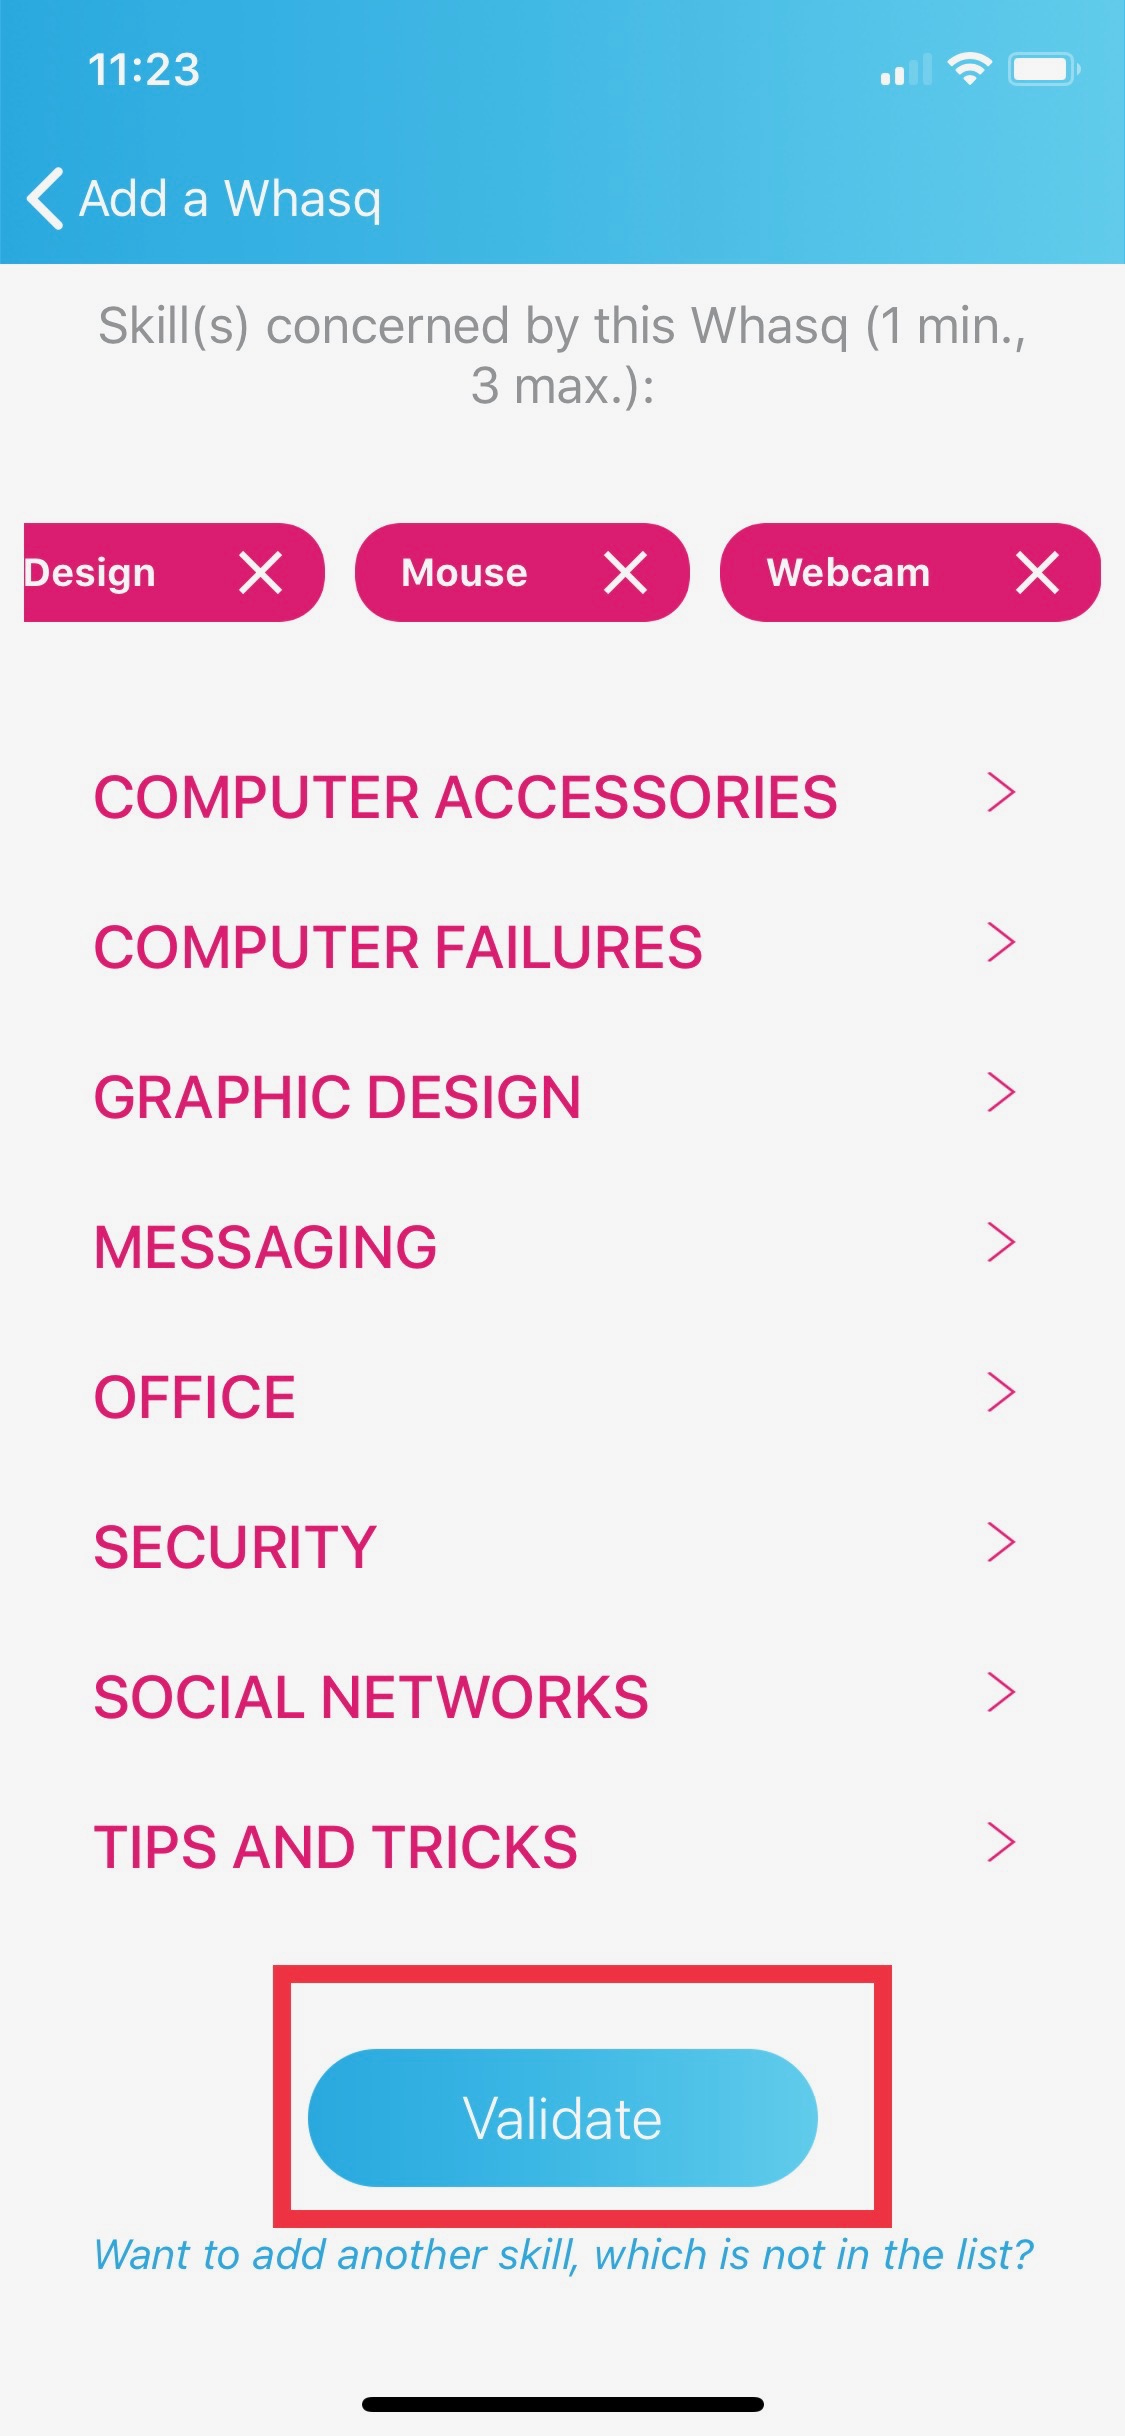 11:23
Add a Whasq
Skill(s) concerned by this Whasq (1 min.,
3 max.):
Design
Mouse
Webcam
COMPUTER ACCESSORIES
COMPUTER FAILURES
GRAPHIC DESIGN
MESSAGING
OFFICE
SECURITY
SOCIAL NETWORKS
TIPS AND TRICKS
Validate
Want to add another skill, which is not in the list?